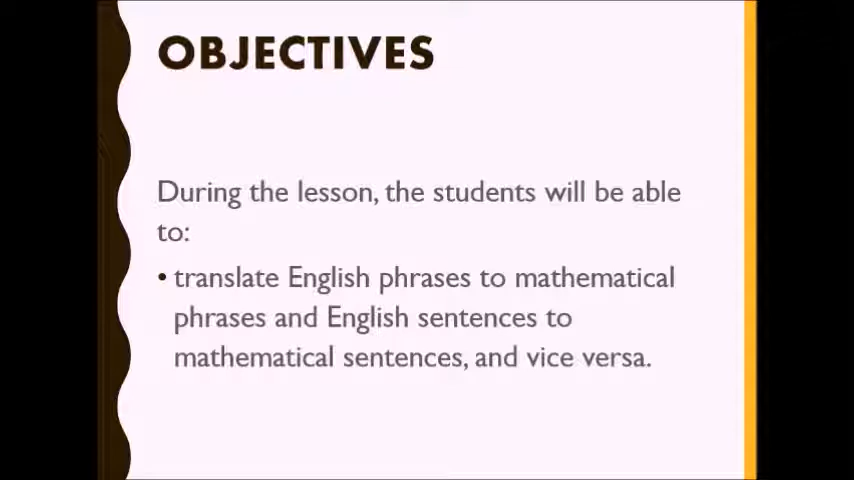 OBJECTIVES
During the lesson, the students will be able
to:
• translate English phrases to mathematical
phrases and English sentences to
mathematical sentences, and vice versa.